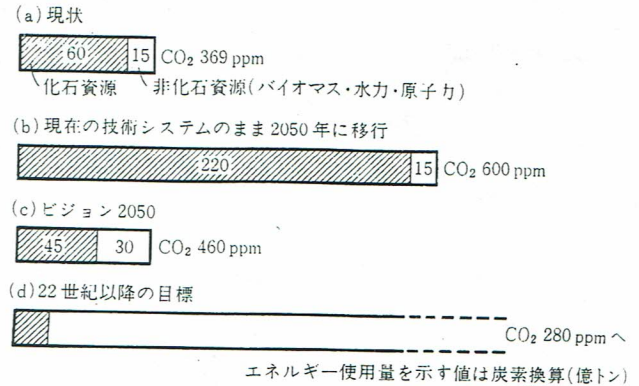 (a)現状
60 15 CO₂ 369 ppm
化石資源 非化石資源(バイオマス・水力・原子力)
(b)現在の技術システムのまま2050年に移行
220 15 CO₂ 600 ppm
(c)ビジョン2050
45 30 CO₂ 460 ppm
(d)22世紀以降の目標
CO₂ 280 ppmへ
エネルギー使用量を示す値は炭素換算(億トン)